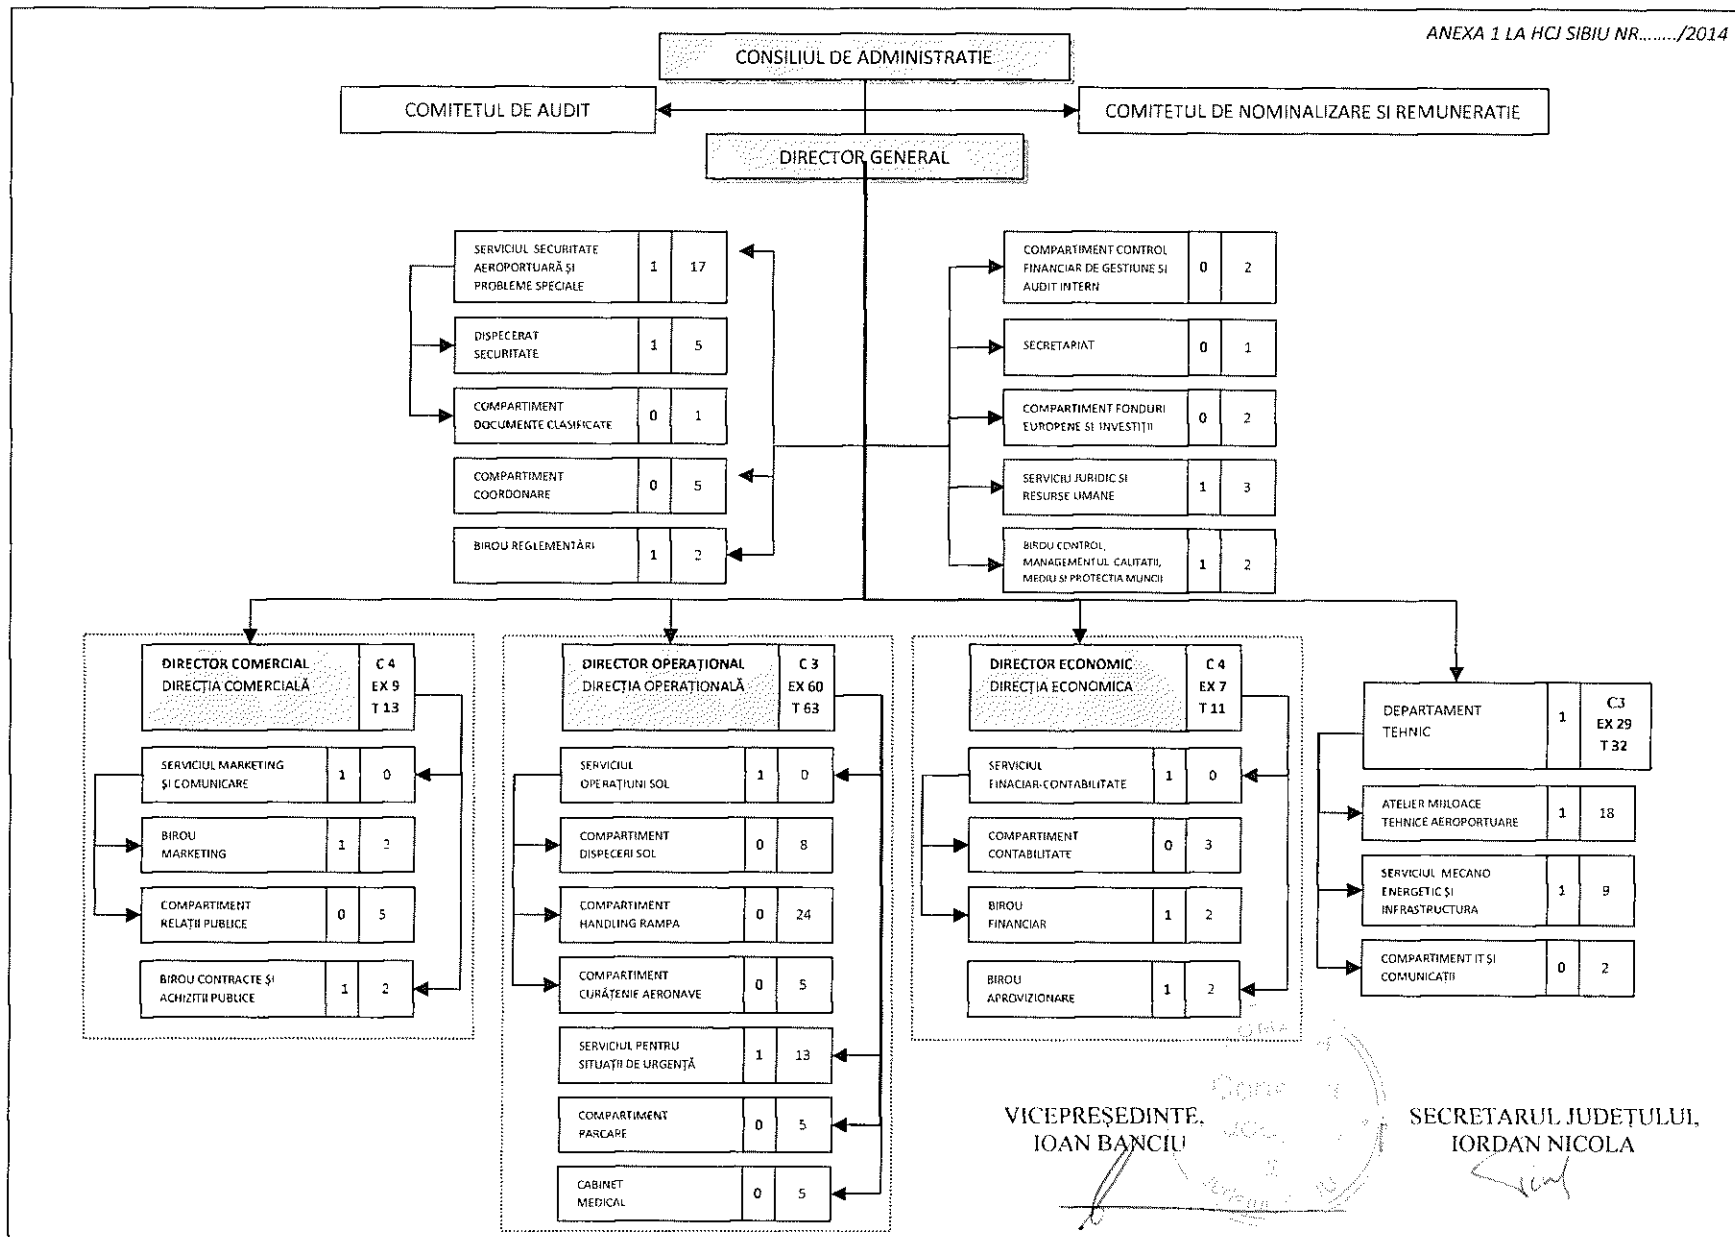 ANEXA 1 LA HCJ SIBIU NR......../2014
CONSILIUL DE ADMINISTRATIE
COMITETUL DE AUDIT
COMITETUL DE NOMINALIZARE SI REMUNERATIE
DIRECTOR GENERAL
SERVICIUL SECURITATE
AEROPORTUARĂ ȘI
PROBLEME SPECIALE
1 17
DISPECERAT
SECURITATE
1 5
COMPARTIMENT
DOCUMENTE CLASIFICATE
0 1
COMPARTIMENT
COORDONARE
0 5
BIROU REGLEMENTĂRI
1 2
COMPARTIMENT CONTROL
FINANCIAR DE GESTIUNE SI
AUDIT INTERN
0 2
SECRETARIAT
0 1
COMPARTIMENT FONDURI
EUROPENE SI INVESTIȚII
0 2
SERVICIU JURIDIC SI
RESURSE UMANE
1 3
BIROU CONTROL,
MANAGEMENTUL CALITATII,
MEDIU SI PROTECTIA MUNCII
1 2
DIRECTOR COMERCIAL
DIRECȚIA COMERCIALĂ
C 4
EX 9
T 13
SERVICIUL MARKETING
ȘI COMUNICARE
1 0
BIROU
MARKETING
1 2
COMPARTIMENT
RELAȚII PUBLICE
0 5
BIROU CONTRACTE ȘI
ACHIZITII PUBLICE
1 2
DIRECTOR OPERAȚIONAL
DIRECȚIA OPERATIONALĂ
C 3
EX 60
T 63
SERVICIUL
OPERAȚIUNI SOL
1 0
COMPARTIMENT
DISPECERI SOL
0 8
COMPARTIMENT
HANDLING RAMPA
0 24
COMPARTIMENT
CURĂȚENIE AERONAVE
0 5
SERVICIUL PENTRU
SITUAȚII DE URGENȚĂ
1 13
COMPARTIMENT
PARCARE
0 5
CABINET
MEDICAL
0 5
DIRECTOR ECONOMIC
DIRECȚIA ECONOMICA
C 4
EX 7
T 11
SERVICIUL
FINACIAR-CONTABILITATE
1 0
COMPARTIMENT
CONTABILITATE
0 3
BIROU
FINANCIAR
1 2
BIROU
APROVIZIONARE
1 2
DEPARTAMENT
TEHNIC
1
C3
EX 29
T 32
ATELIER MIJLOACE
TEHNICE AEROPORTUARE
1 18
SERVICIUL MECANO
ENERGETIC ȘI
INFRASTRUCTURA
1 9
COMPARTIMENT IT ȘI
COMUNICAȚII
0 2
VICEPREȘEDINTE,
IOAN BANCIU
SECRETARUL JUDEȚULUI,
IORDAN NICOLA